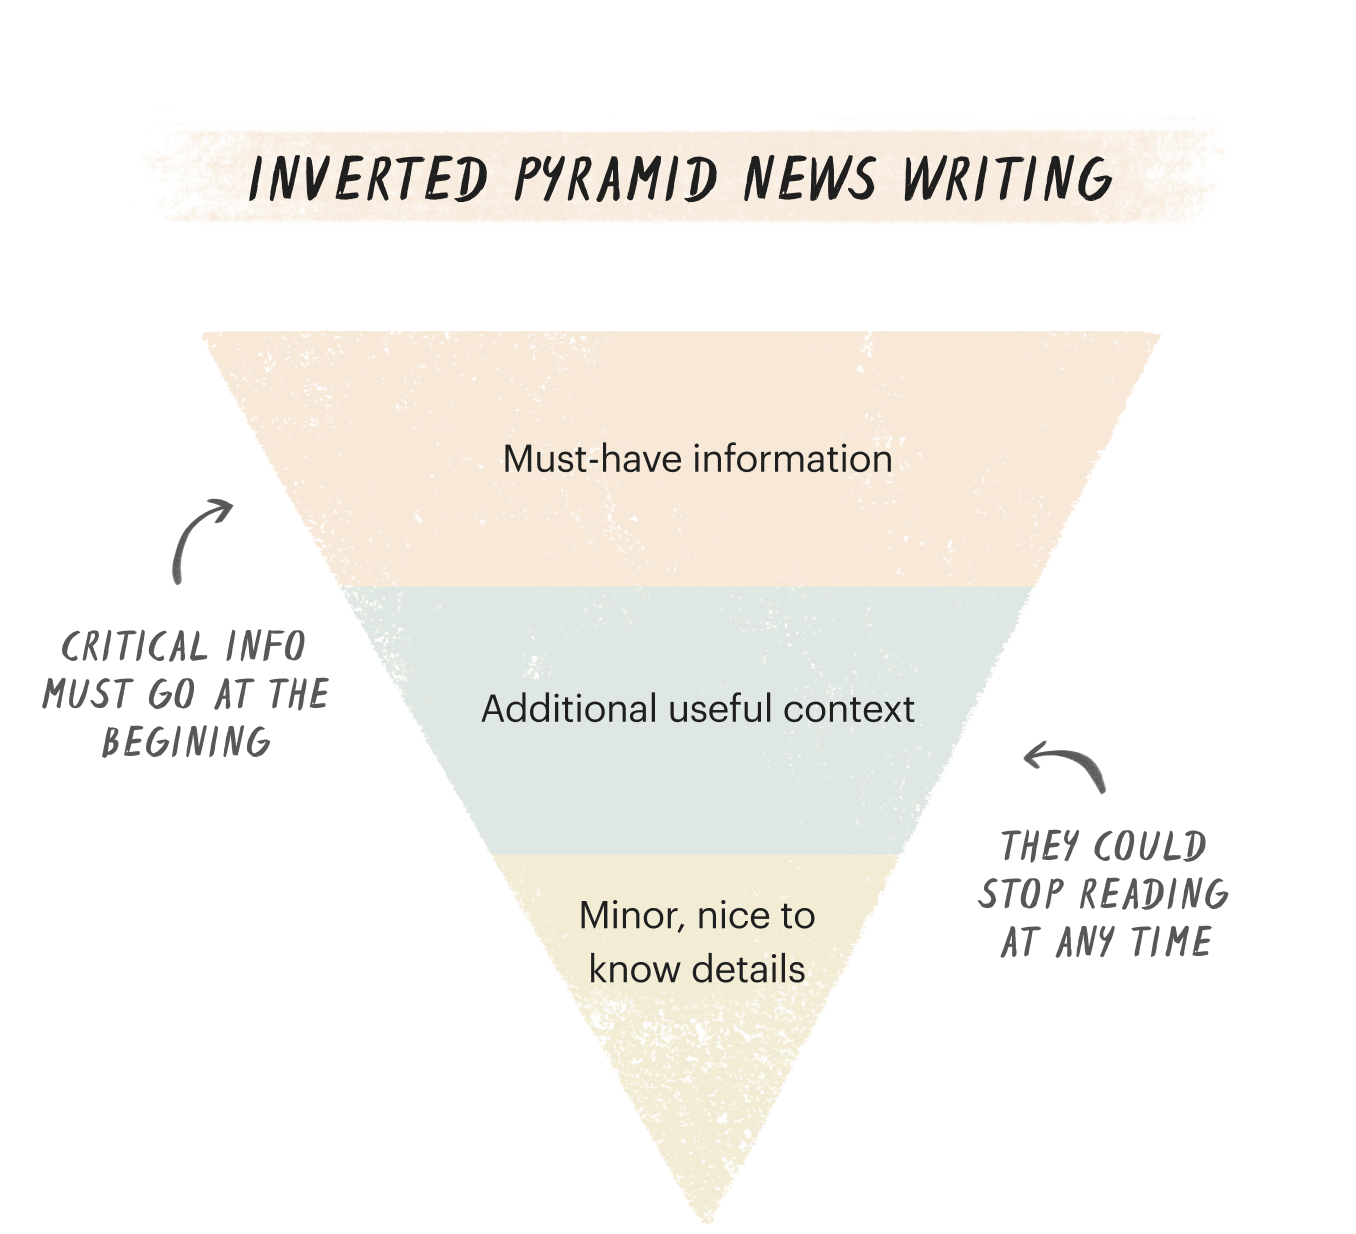 INVERTED PYRAMID NEWS WRITING
Must-have information
CRITICAL INFO
MUST GO AT THE
BEGINING
Additional useful context
THEY COULD
STOP READING
AT ANY TIME
Minor, nice to
know details